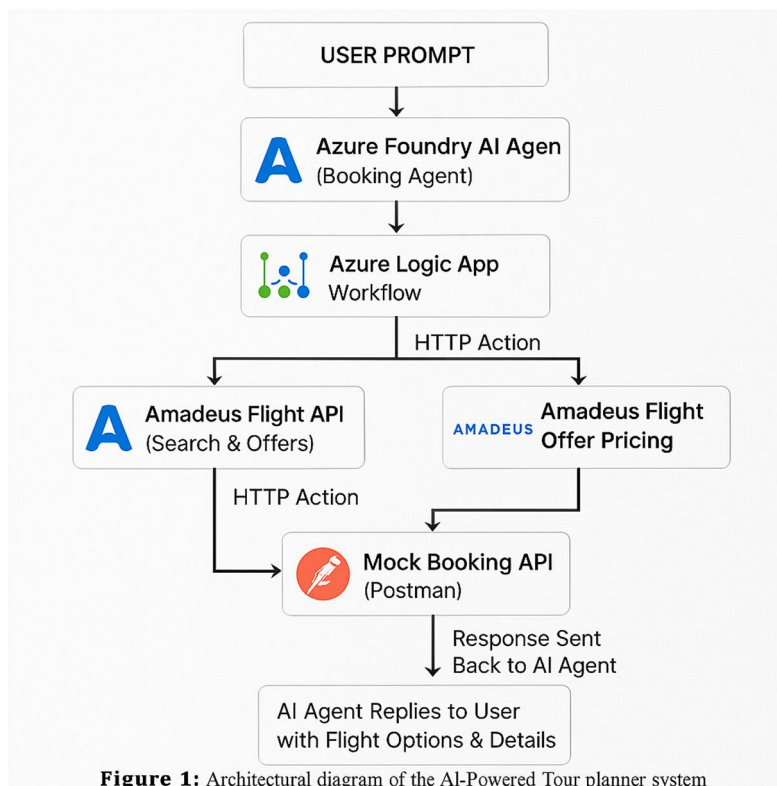 USER PROMPT
Azure Foundry AI Agen
(Booking Agent)
Azure Logic App
Workflow
HTTP Action
Amadeus Flight API
(Search & Offers)
AMADEUS
Amadeus Flight
Offer Pricing
HTTP Action
Mock Booking API
(Postman)
Response Sent
Back to AI Agent
AI Agent Replies to User
with Flight Options & Details
Figure 1: Architectural diagram of the AI-Powered Tour planner system